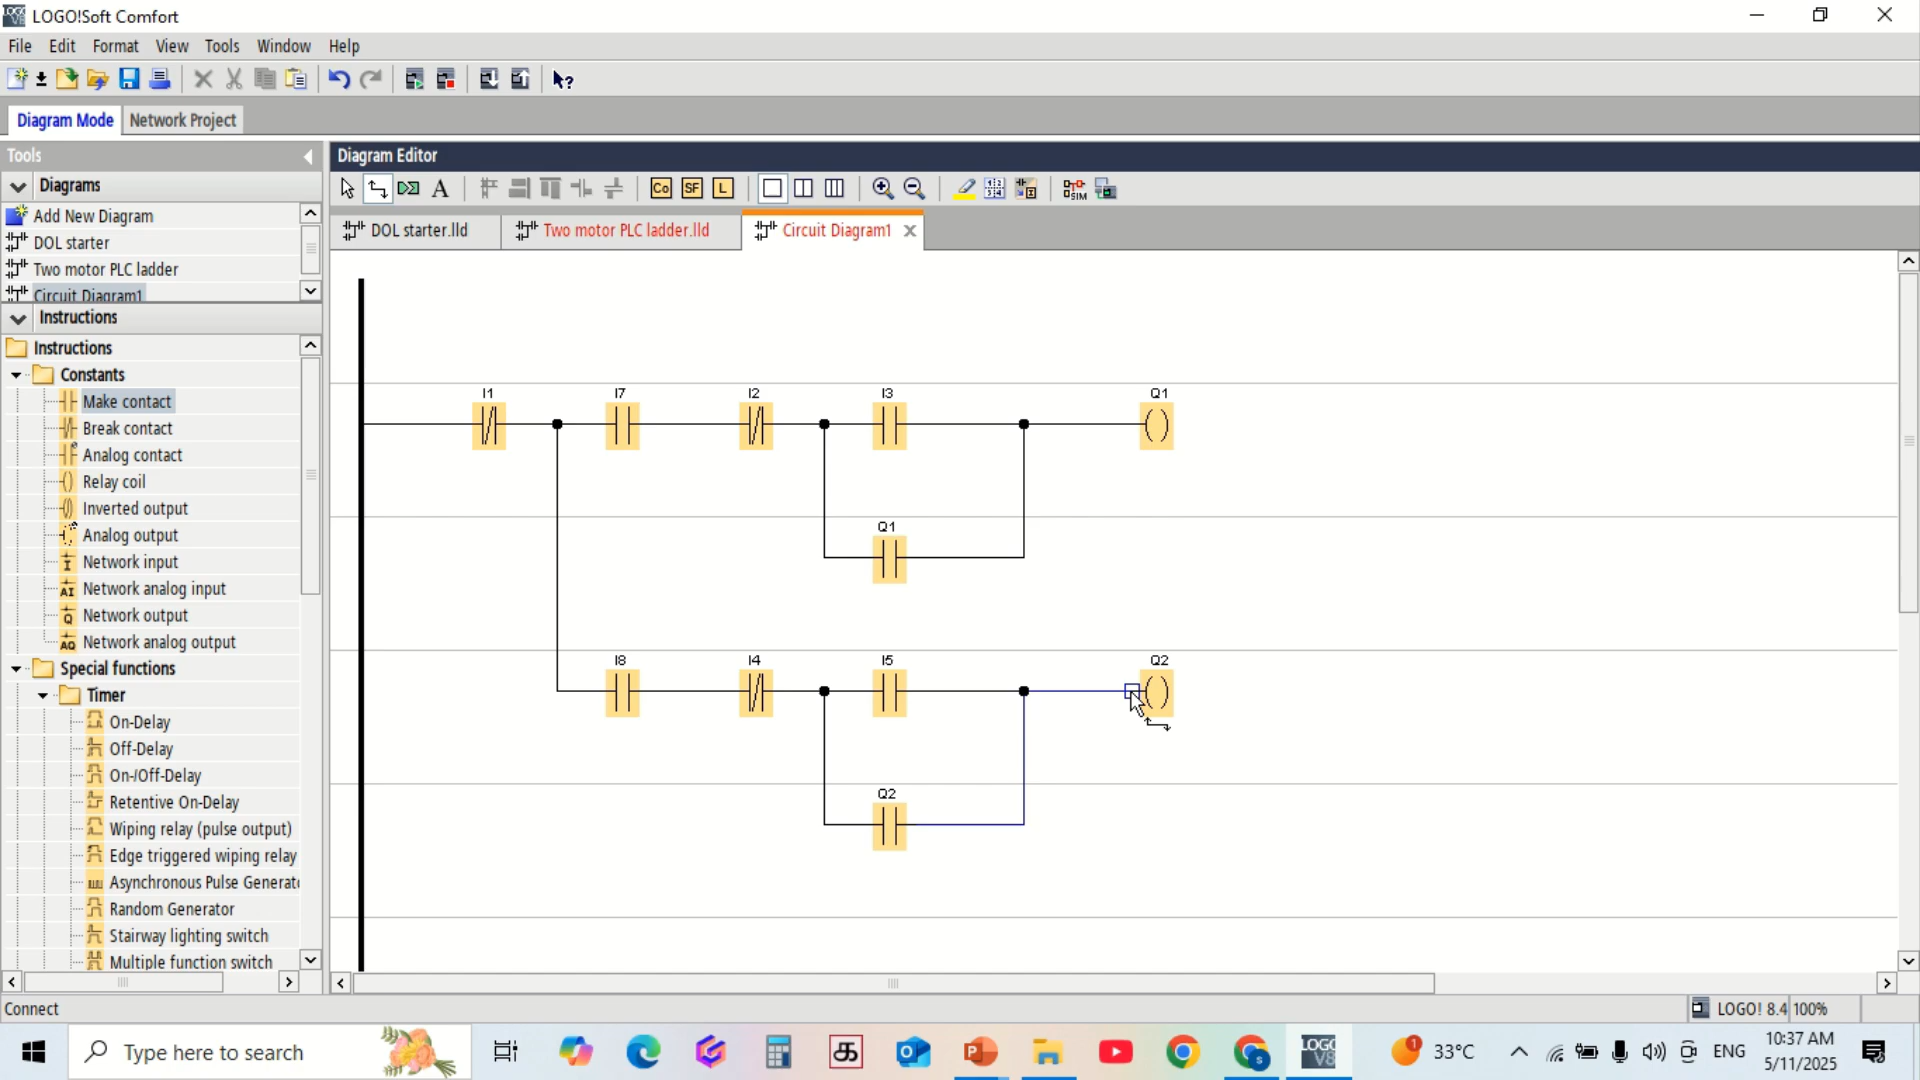 LOGO!Soft Comfort
File Edit Format View Tools Window Help
Diagram Mode Network Project
Tools
Diagrams
Add New Diagram
DOL starter
Two motor PLC ladder
Circuit Diagram1
Instructions
Instructions
Constants
Make contact
Break contact
Analog contact
Relay coil
Inverted output
Analog output
Network input
Network analog input
Network output
Network analog output
Special functions
Timer
On-Delay
Off-Delay
On-/Off-Delay
Retentive On-Delay
Wiping relay (pulse output)
Edge triggered wiping relay
Asynchronous Pulse Generat
Random Generator
Stairway lighting switch
Multiple function switch
Diagram Editor
A Co SF L
DOL starter.lld Two motor PLC ladder.lld Circuit Diagram1
I1 I7 I2 I3 Q1
Q1
I8 I4 I5 Q2
Q2
Connect
LOGO! 8.4 100%
Type here to search
33°C
ENG
10:37 AM
5/11/2025